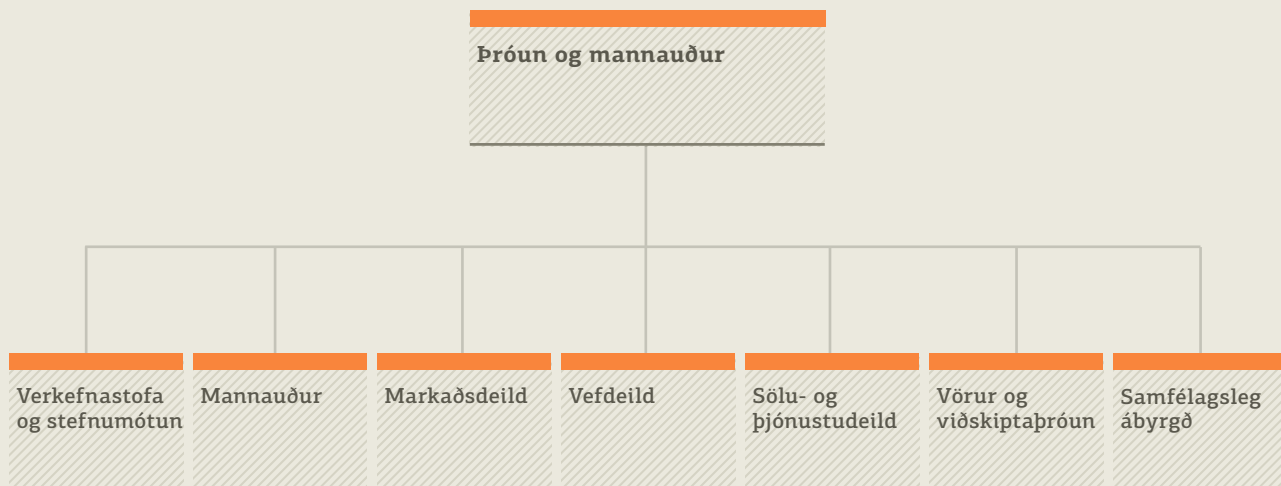 Þróun og mannauður
Verkefnastofa
og stefnumótun
Mannauður
Markaðsdeild
Vefdeild
Sölu- og
þjónustudeild
Vörur og
viðskiptaþróun
Samfélagsleg
ábyrgð